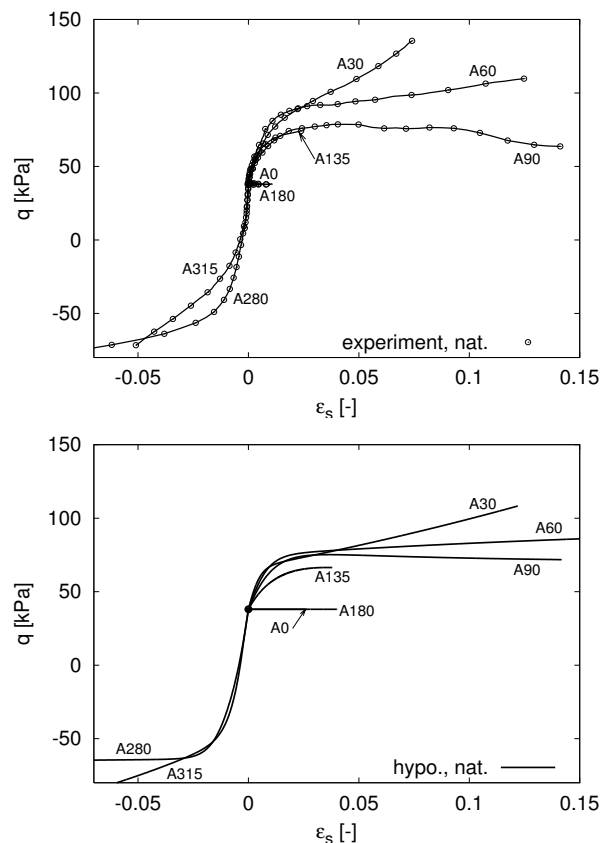 150
100
50
0
-50
q [kPa]
A30
A60
A90
A135
A0
A180
A315
A280
experiment, nat.
-0.05
0
0.05
0.1
0.15
εs [-]
150
100
50
0
-50
q [kPa]
A30
A60
A90
A135
A180
A0
A280
A315
hypo., nat.
-0.05
0
0.05
0.1
0.15
εs [-]